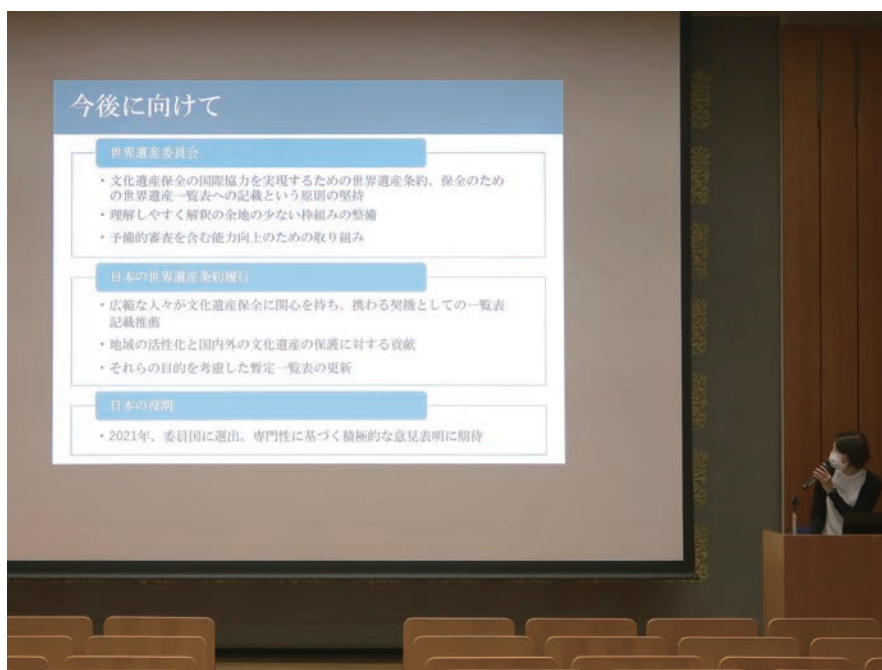 今後に向けて
世界遺産委員会
・文化遺産保全の国際協力を実現するための世界遺産条約、保全のため
の世界遺産一覧表への記載という原則の堅持
・理解しやすく解釈の余地の少ない枠組みの整備
・予備的審査を含む能力向上のための取り組み
日本の世界遺産条約履行
・広範な人々が文化遺産保全に関心を持ち、携わる契機としての一覧表
記載推薦
・地域の活性化と国内外の文化遺産の保護に対する貢献
・それらの目的を考慮した暫定一覧表の更新
日本の役割
・2021年、委員国に選出、専門性に基づく積極的な意見表明に期待